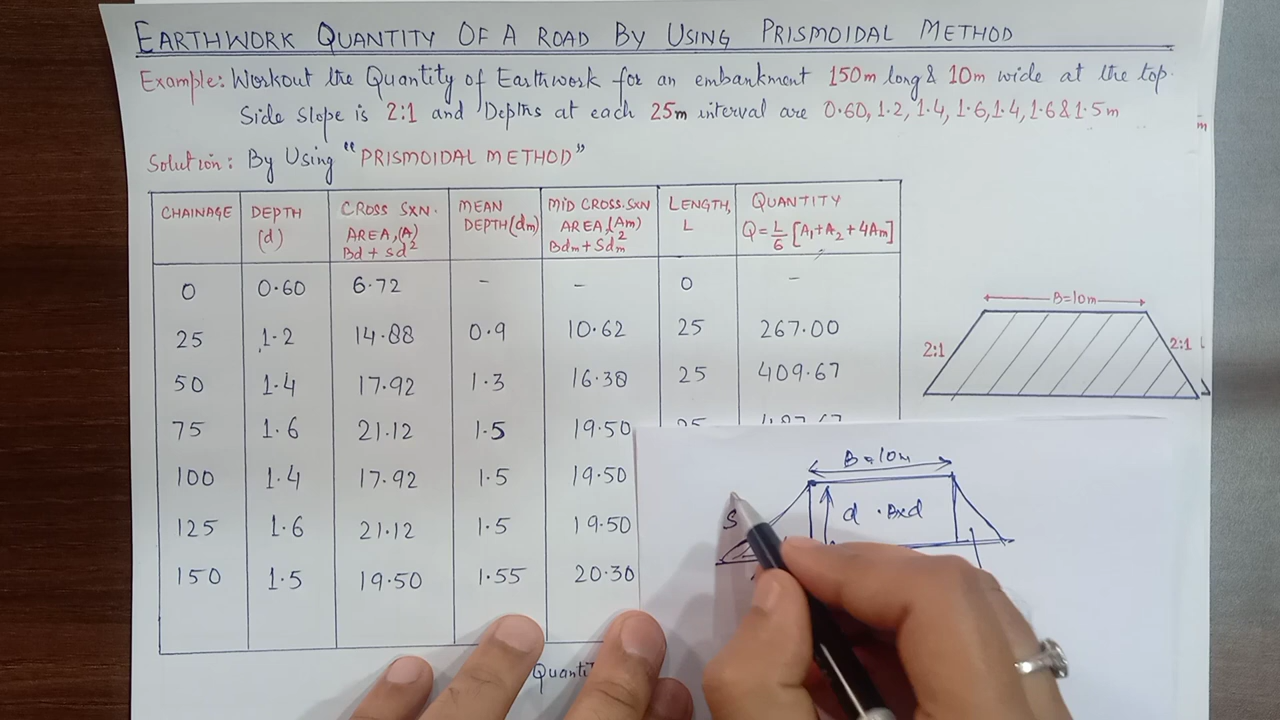 EARTHWORK QUANTITY OF A ROAD BY USING PRISMOIDAL METHOD
Example: Workout the Quantity of Earthwork for an embankment 150m long & 10m wide at the top.
Side slope is 2:1 and Depths at each 25m interval are 0.60, 1.2, 1.4, 1.6, 1.4, 1.6 & 1.5m
m
Solution: By Using "PRISMOIDAL METHOD"
CHAINAGE DEPTH (d) CROSS SXN. AREA, (A) Bd + Sd² MEAN DEPTH (dm) MID CROSS.SXN AREA, (Am) Bdm + Sdm² LENGTH, L QUANTITY Q = L/6 [A₁+A₂+4Am]
0 0.60 6.72 - - 0 -
25 1.2 14.88 0.9 10.62 25 267.00
50 1.4 17.92 1.3 16.38 25 409.67
75 1.6 21.12 1.5 19.50 25
100 1.4 17.92 1.5 19.50
125 1.6 21.12 1.5 19.50
150 1.5 19.50 1.55 20.30
B=10m
2:1 2:1
B=10m
d · B×d
S